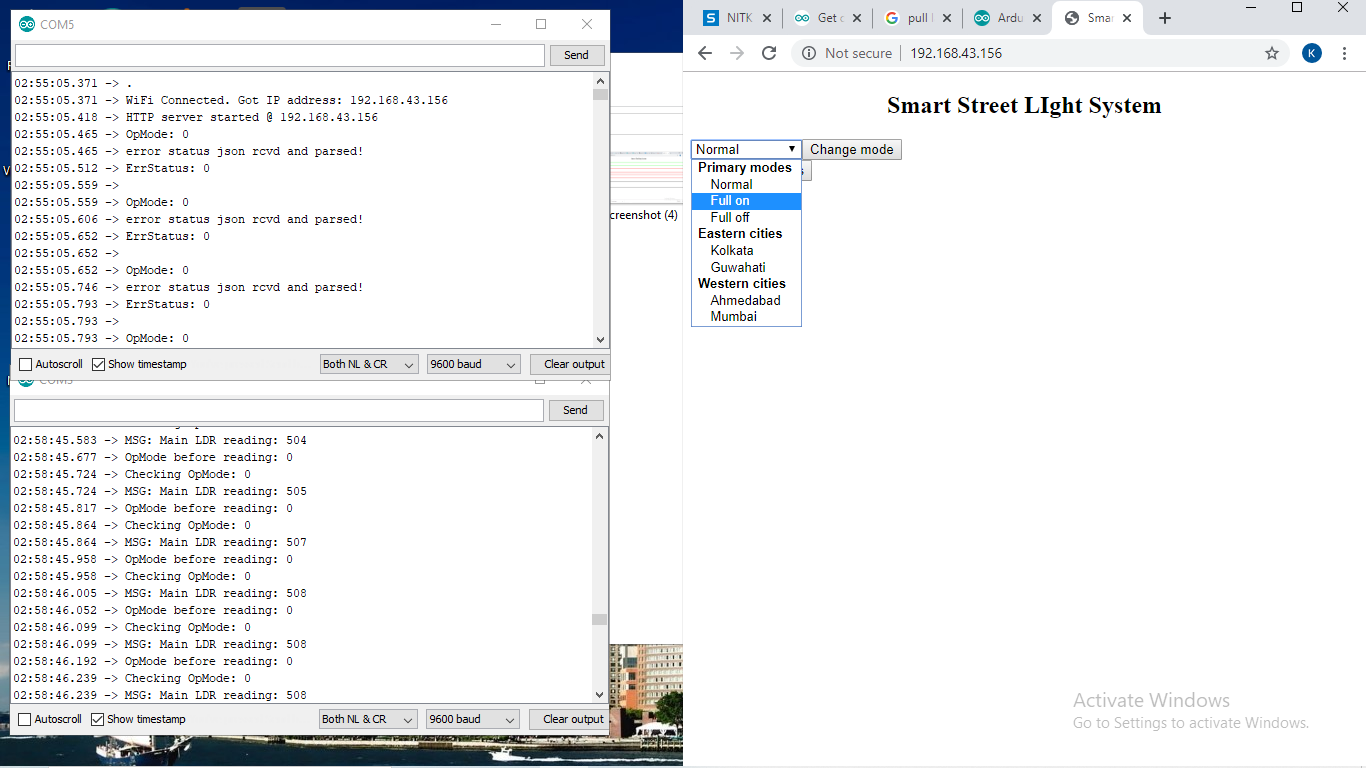 COM5
Send
02:55:05.371 -> .
02:55:05.371 -> WiFi Connected. Got IP address: 192.168.43.156
02:55:05.418 -> HTTP server started @ 192.168.43.156
02:55:05.465 -> OpMode: 0
02:55:05.465 -> error status json rcvd and parsed!
02:55:05.512 -> ErrStatus: 0
02:55:05.559 ->
02:55:05.559 -> OpMode: 0
02:55:05.606 -> error status json rcvd and parsed!
02:55:05.652 -> ErrStatus: 0
02:55:05.652 ->
02:55:05.652 -> OpMode: 0
02:55:05.746 -> error status json rcvd and parsed!
02:55:05.793 -> ErrStatus: 0
02:55:05.793 ->
02:55:05.793 -> OpMode: 0
Autoscroll Show timestamp Both NL & CR 9600 baud Clear output
Send
02:58:45.583 -> MSG: Main LDR reading: 504
02:58:45.677 -> OpMode before reading: 0
02:58:45.724 -> Checking OpMode: 0
02:58:45.724 -> MSG: Main LDR reading: 505
02:58:45.817 -> OpMode before reading: 0
02:58:45.864 -> Checking OpMode: 0
02:58:45.864 -> MSG: Main LDR reading: 507
02:58:45.958 -> OpMode before reading: 0
02:58:45.958 -> Checking OpMode: 0
02:58:46.005 -> MSG: Main LDR reading: 508
02:58:46.052 -> OpMode before reading: 0
02:58:46.099 -> Checking OpMode: 0
02:58:46.099 -> MSG: Main LDR reading: 508
02:58:46.192 -> OpMode before reading: 0
02:58:46.239 -> Checking OpMode: 0
02:58:46.239 -> MSG: Main LDR reading: 508
Autoscroll Show timestamp Both NL & CR 9600 baud Clear output
creenshot (4)
S NITK Get c pull l Ardu Smar
Not secure 192.168.43.156 K
Smart Street LIght System
Normal Change mode
Primary modes
Normal
Full on
Full off
Eastern cities
Kolkata
Guwahati
Western cities
Ahmedabad
Mumbai
Activate Windows
Go to Settings to activate Windows.